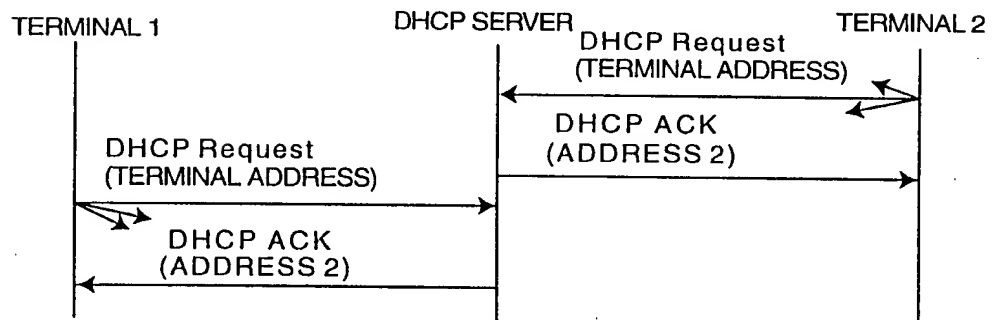 TERMINAL 1
DHCP SERVER
TERMINAL 2
DHCP Request
(TERMINAL ADDRESS)
DHCP ACK
(ADDRESS 2)
DHCP Request
(TERMINAL ADDRESS)
DHCP ACK
(ADDRESS 2)